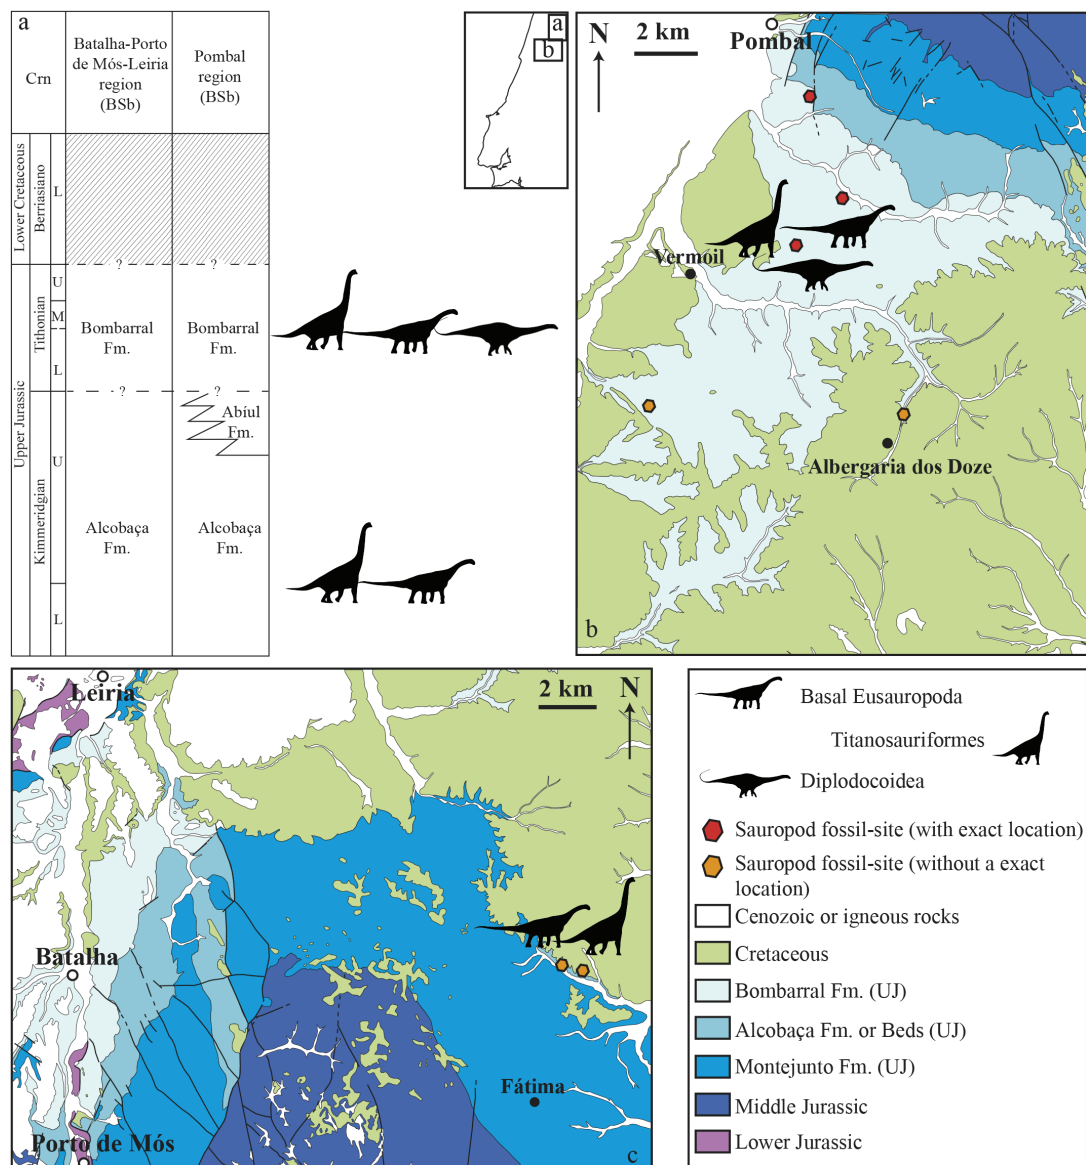 a
Crn
Batalha-Porto
de Mós-Leiria
region
(BSb)
Pombal
region
(BSb)
Lower Cretaceous
Berriasiano
L
?
?
Upper Jurassic
Tithonian
U
M
L
Bombarral
Fm.
Bombarral
Fm.
?
?
Kimmeridgian
U
L
Abíul
Fm.
Alcobaça
Fm.
Alcobaça
Fm.
a
b
N
2 km
Pombal
Vermóil
Albergaria dos Doze
b
Leiria
2 km
N
Batalha
Fátima
Porto de Mós
c
Basal Eusauropoda
Titanosauriformes
Diplodocoidea
Sauropod fossil-site (with exact location)
Sauropod fossil-site (without a exact
location)
Cenozoic or igneous rocks
Cretaceous
Bombarral Fm. (UJ)
Alcobaça Fm. or Beds (UJ)
Montejunto Fm. (UJ)
Middle Jurassic
Lower Jurassic